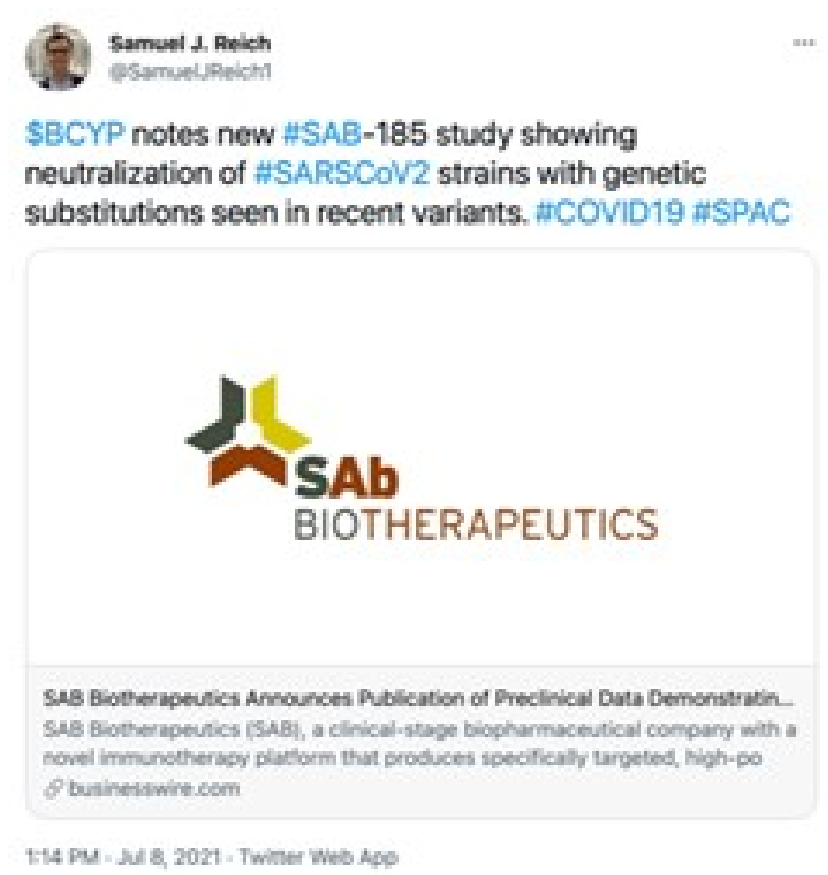 Samuel J. Reich
@SamuelJReich1
$BCYP notes new #SAB-185 study showing
neutralization of #SARSCoV2 strains with genetic
substitutions seen in recent variants. #COVID19 #SPAC
SAb
BIOTHERAPEUTICS
SAB Biotherapeutics Announces Publication of Preclinical Data Demonstratin...
SAB Biotherapeutics (SAB), a clinical-stage biopharmaceutical company with a
novel immunotherapy platform that produces specifically targeted, high-po
businesswire.com
1:14 PM · Jul 8, 2021 · Twitter Web App